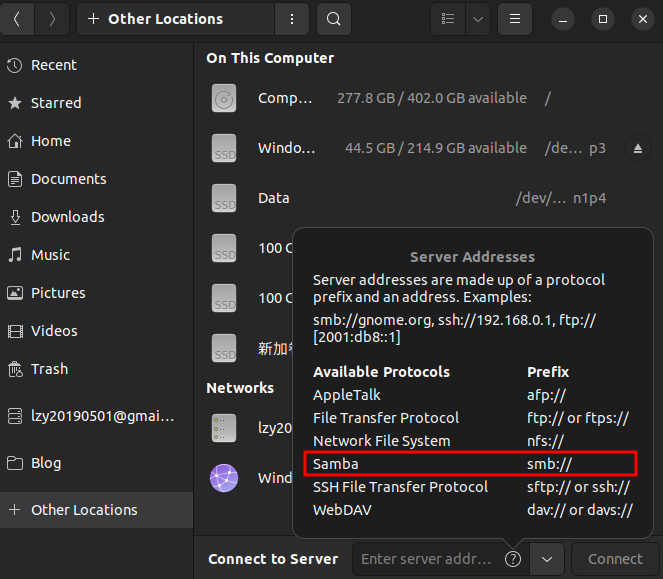 Other Locations
Recent
Starred
Home
Documents
Downloads
Music
Pictures
Videos
Trash
lzy20190501@gmai…
Blog
Other Locations
On This Computer
Comp… 277.8 GB / 402.0 GB available /
Windo… 44.5 GB / 214.9 GB available /de… p3
Data /dev/… n1p4
100
100
新加
Networks
lzy20
Wind
Server Addresses
Server addresses are made up of a protocol
prefix and an address. Examples:
smb://gnome.org, ssh://192.168.0.1, ftp://
[2001:db8::1]
Available Protocols Prefix
AppleTalk afp://
File Transfer Protocol ftp:// or ftps://
Network File System nfs://
Samba smb://
SSH File Transfer Protocol sftp:// or ssh://
WebDAV dav:// or davs://
Connect to Server Enter server addr… ? Connect